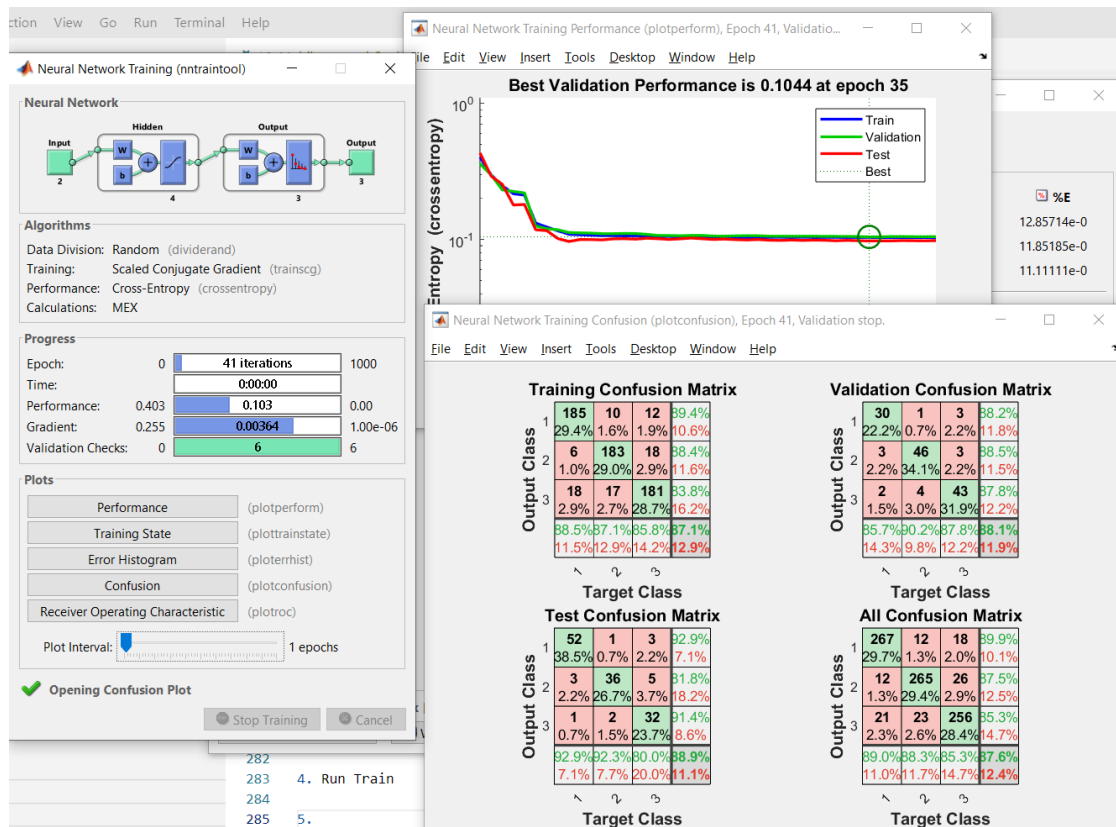 ction View Go Run Terminal Help
Neural Network Training Performance (plotperform), Epoch 41, Validatio...
ile Edit View Insert Tools Desktop Window Help
Best Validation Performance is 0.1044 at epoch 35
10^0
10^-1
Entropy (crossentropy)
Train
Validation
Test
Best
%E
12.85714e-0
11.85185e-0
11.11111e-0
Neural Network Training (nntraintool)
Neural Network
Hidden
Output
Input
W
b
W
b
Output
2
4
3
3
Algorithms
Data Division: Random (dividerand)
Training: Scaled Conjugate Gradient (trainscg)
Performance: Cross-Entropy (crossentropy)
Calculations: MEX
Progress
Epoch: 0 41 iterations 1000
Time: 0:00:00
Performance: 0.403 0.103 0.00
Gradient: 0.255 0.00364 1.00e-06
Validation Checks: 0 6 6
Plots
Performance (plotperform)
Training State (plottrainstate)
Error Histogram (ploterrhist)
Confusion (plotconfusion)
Receiver Operating Characteristic (plotroc)
Plot Interval: 1 epochs
Opening Confusion Plot
Stop Training Cancel
282
283 4. Run Train
284
285 5.
Neural Network Training Confusion (plotconfusion), Epoch 41, Validation stop.
File Edit View Insert Tools Desktop Window Help
Training Confusion Matrix
Output Class
1 185 10 12 89.4%
29.4% 1.6% 1.9% 10.6%
2 6 183 18 88.4%
1.0% 29.0% 2.9% 11.6%
3 18 17 181 83.8%
2.9% 2.7% 28.7% 16.2%
88.5% 87.1% 85.8% 87.1%
11.5% 12.9% 14.2% 12.9%
1 2 3
Target Class
Validation Confusion Matrix
Output Class
1 30 1 3 88.2%
22.2% 0.7% 2.2% 11.8%
2 3 46 3 88.5%
2.2% 34.1% 2.2% 11.5%
3 2 4 43 87.8%
1.5% 3.0% 31.9% 12.2%
85.7% 90.2% 87.8% 88.1%
14.3% 9.8% 12.2% 11.9%
1 2 3
Target Class
Test Confusion Matrix
Output Class
1 52 1 3 92.9%
38.5% 0.7% 2.2% 7.1%
2 3 36 5 81.8%
2.2% 26.7% 3.7% 18.2%
3 1 2 32 91.4%
0.7% 1.5% 23.7% 8.6%
92.9% 92.3% 80.0% 88.9%
7.1% 7.7% 20.0% 11.1%
1 2 3
Target Class
All Confusion Matrix
Output Class
1 267 12 18 89.9%
29.7% 1.3% 2.0% 10.1%
2 12 265 26 87.5%
1.3% 29.4% 2.9% 12.5%
3 21 23 256 85.3%
2.3% 2.6% 28.4% 14.7%
89.0% 88.3% 85.3% 87.6%
11.0% 11.7% 14.7% 12.4%
1 2 3
Target Class